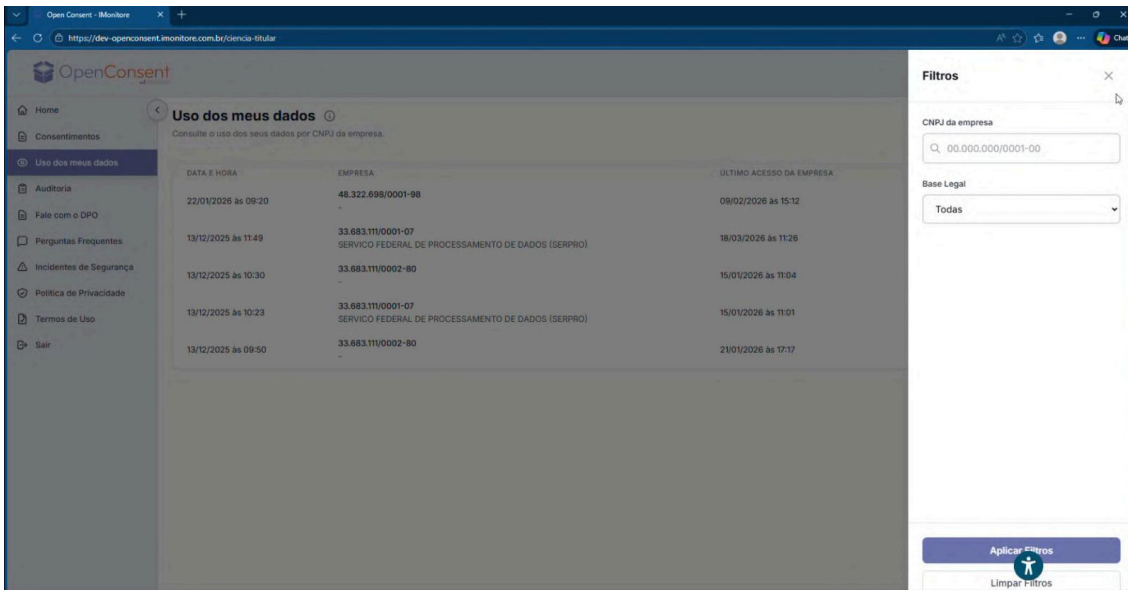 Open Consent - IMonitore
https://dev-openconsent.imonitore.com.br/ciencia-titular
Chat
OpenConsent
Home
Consentimentos
Uso dos meus dados
Auditoria
Fale com o DPO
Perguntas Frequentes
Incidentes de Segurança
Política de Privacidade
Termos de Uso
Sair
Uso dos meus dados
Consulte o uso dos seus dados por CNPJ da empresa.
DATA E HORA EMPRESA ÚLTIMO ACESSO DA EMPRESA
22/01/2026 às 09:20 48.322.698/0001-98 09/02/2026 às 15:12
-
13/12/2025 às 11:49 33.683.111/0001-07 18/03/2026 às 11:26
SERVICO FEDERAL DE PROCESSAMENTO DE DADOS (SERPRO)
13/12/2025 às 10:30 33.683.111/0002-80 15/01/2026 às 11:04
-
13/12/2025 às 10:23 33.683.111/0001-07 15/01/2026 às 11:01
SERVICO FEDERAL DE PROCESSAMENTO DE DADOS (SERPRO)
13/12/2025 às 09:50 33.683.111/0002-80 21/01/2026 às 17:17
-
Filtros
CNPJ da empresa
00.000.000/0001-00
Base Legal
Todas
Aplicar Filtros
Limpar Filtros